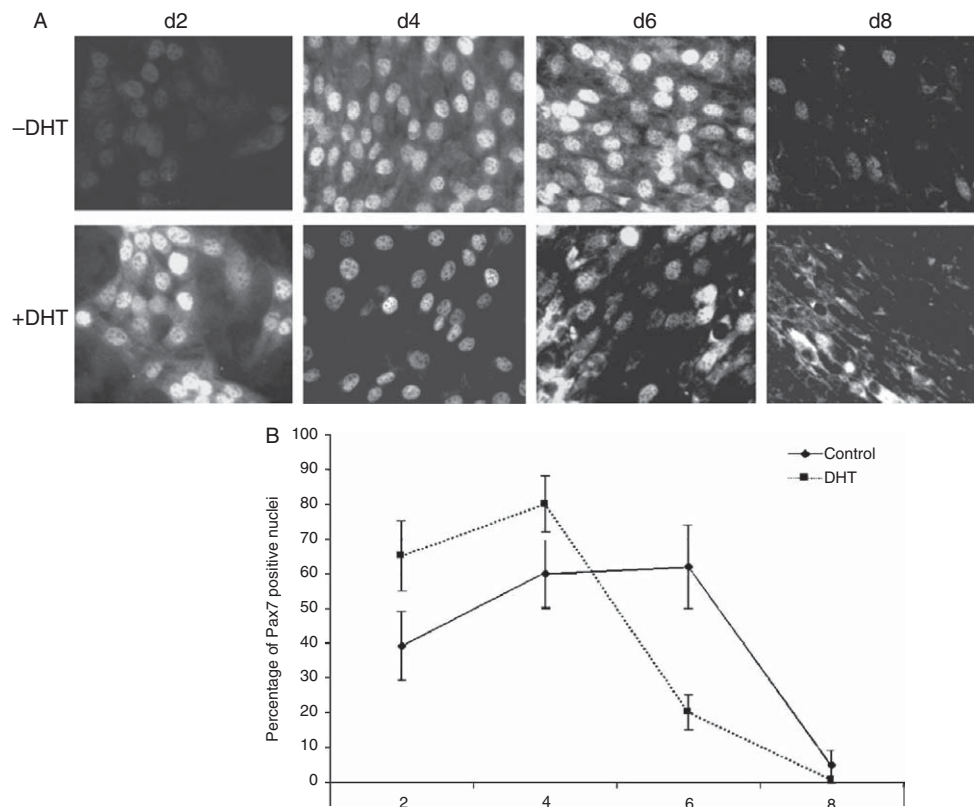 A
d2 d4 d6 d8
–DHT
+DHT
B
100
Control
90
DHT
80
70
60
50
40
30
20
10
0
Percentage of Pax7 positive nuclei
2 4 6 8